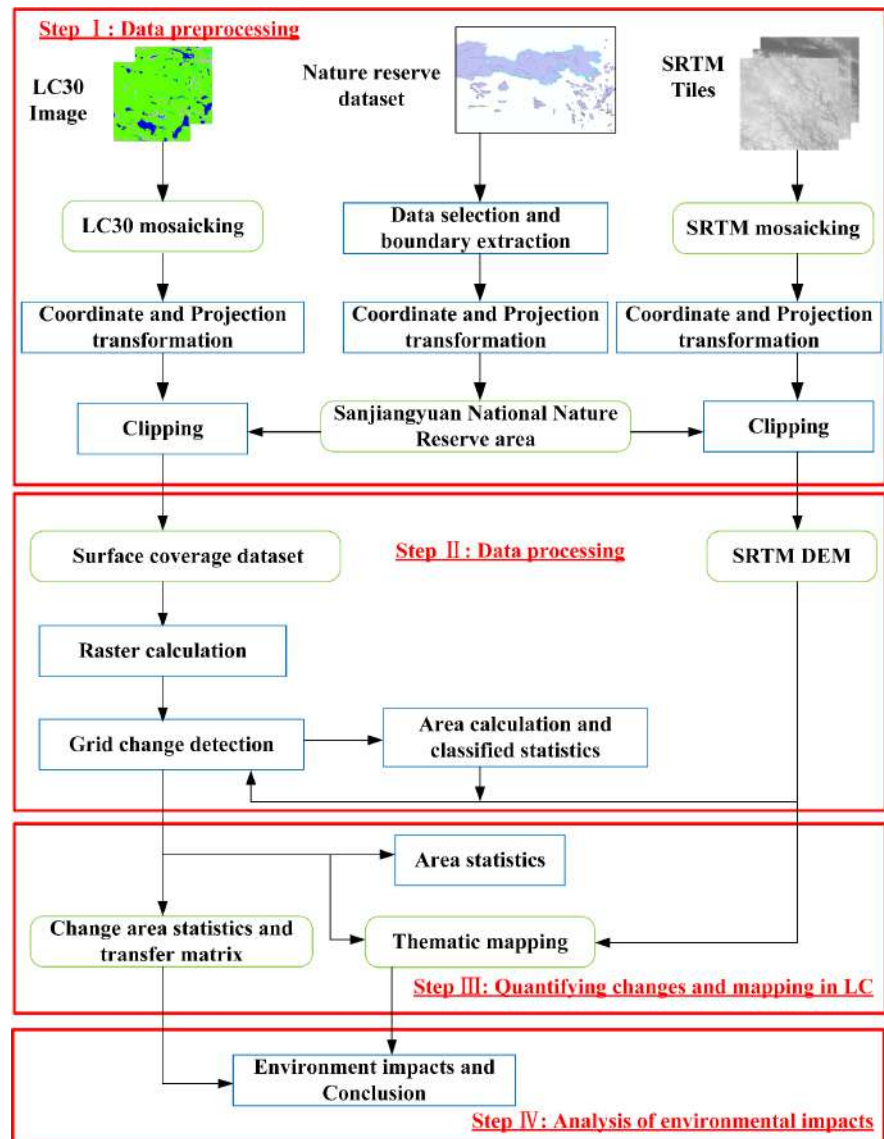 Step Ⅰ: Data preprocessing
LC30
Image
Nature reserve
dataset
SRTM
Tiles
LC30 mosaicking
Data selection and
boundary extraction
SRTM mosaicking
Coordinate and Projection
transformation
Coordinate and Projection
transformation
Coordinate and Projection
transformation
Clipping
Sanjiangyuan National Nature
Reserve area
Clipping
Surface coverage dataset
Step Ⅱ: Data processing
SRTM DEM
Raster calculation
Grid change detection
Area calculation and
classified statistics
Area statistics
Change area statistics and
transfer matrix
Thematic mapping
Step Ⅲ: Quantifying changes and mapping in LC
Environment impacts and
Conclusion
Step Ⅳ: Analysis of environmental impacts